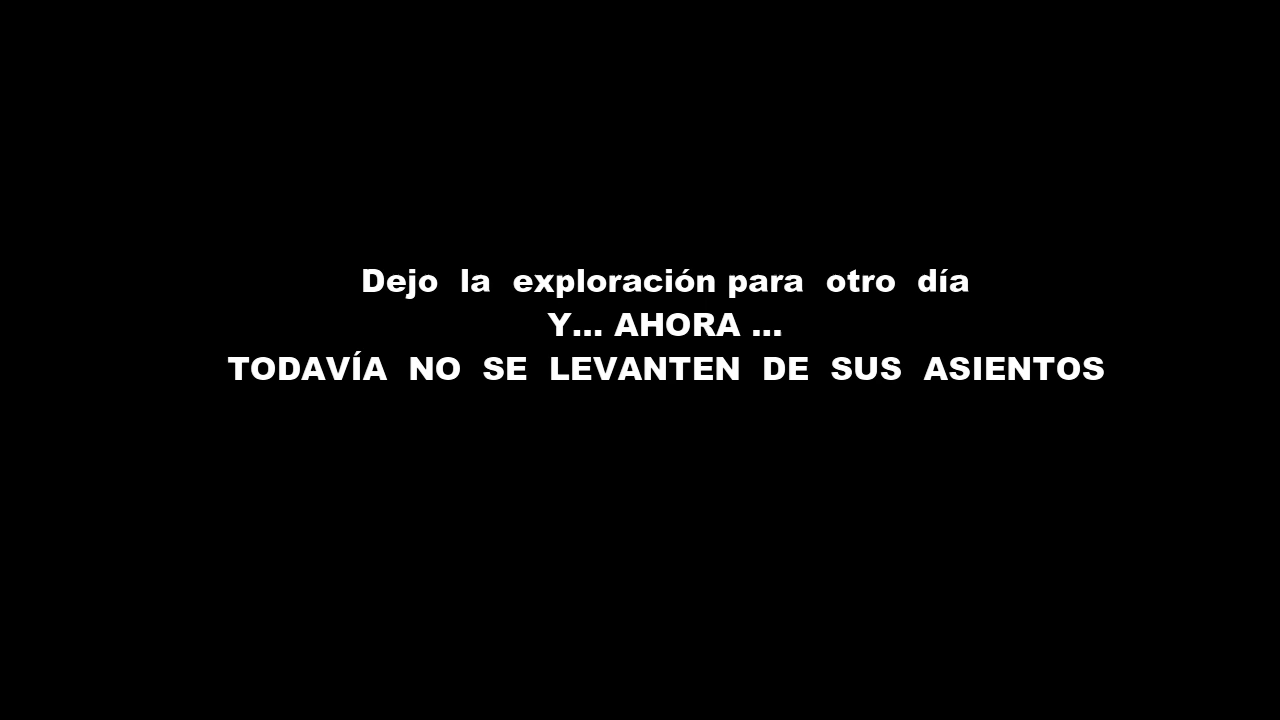 Dejo la exploración para otro día
Y... AHORA ...
TODAVÍA NO SE LEVANTEN DE SUS ASIENTOS